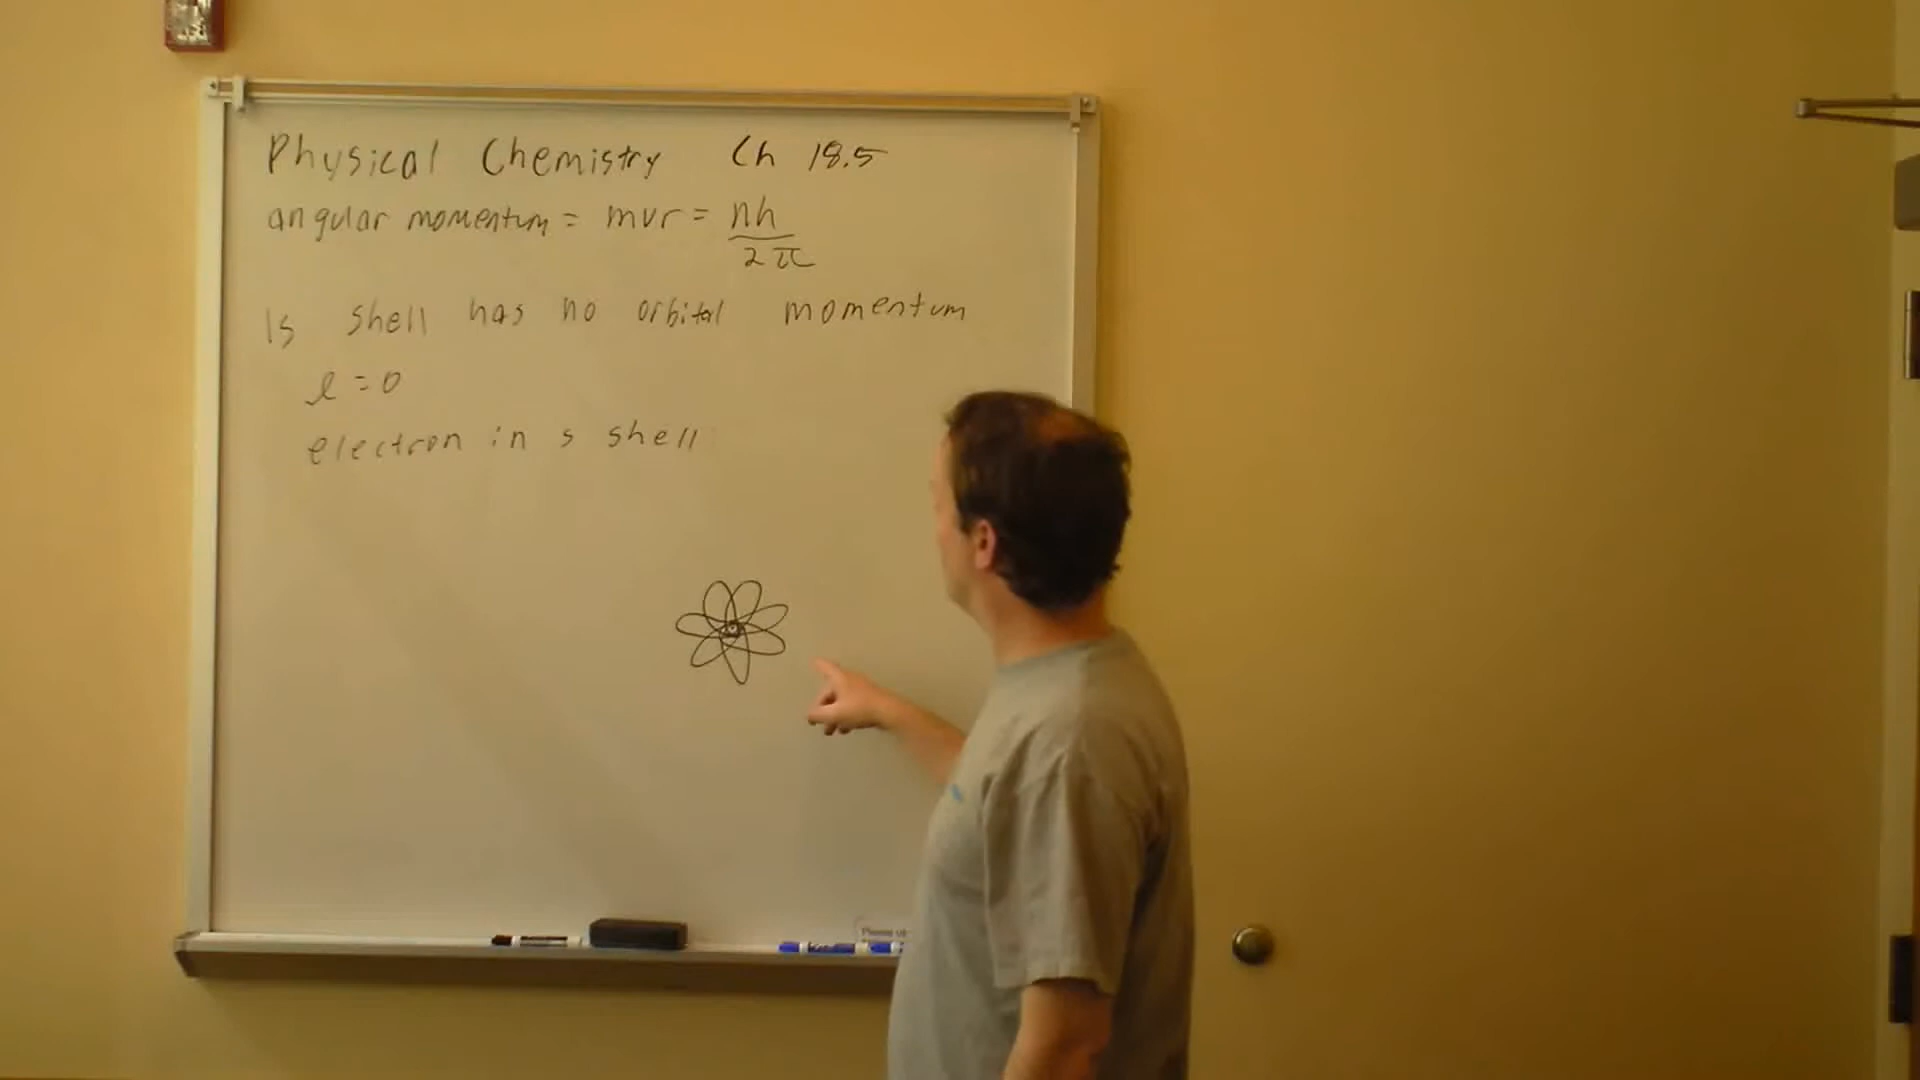 Physical Chemistry Ch 18.5
angular momentum = mvr = nh
2π
1s shell has no orbital momentum
ℓ = 0
electron in s shell
Please